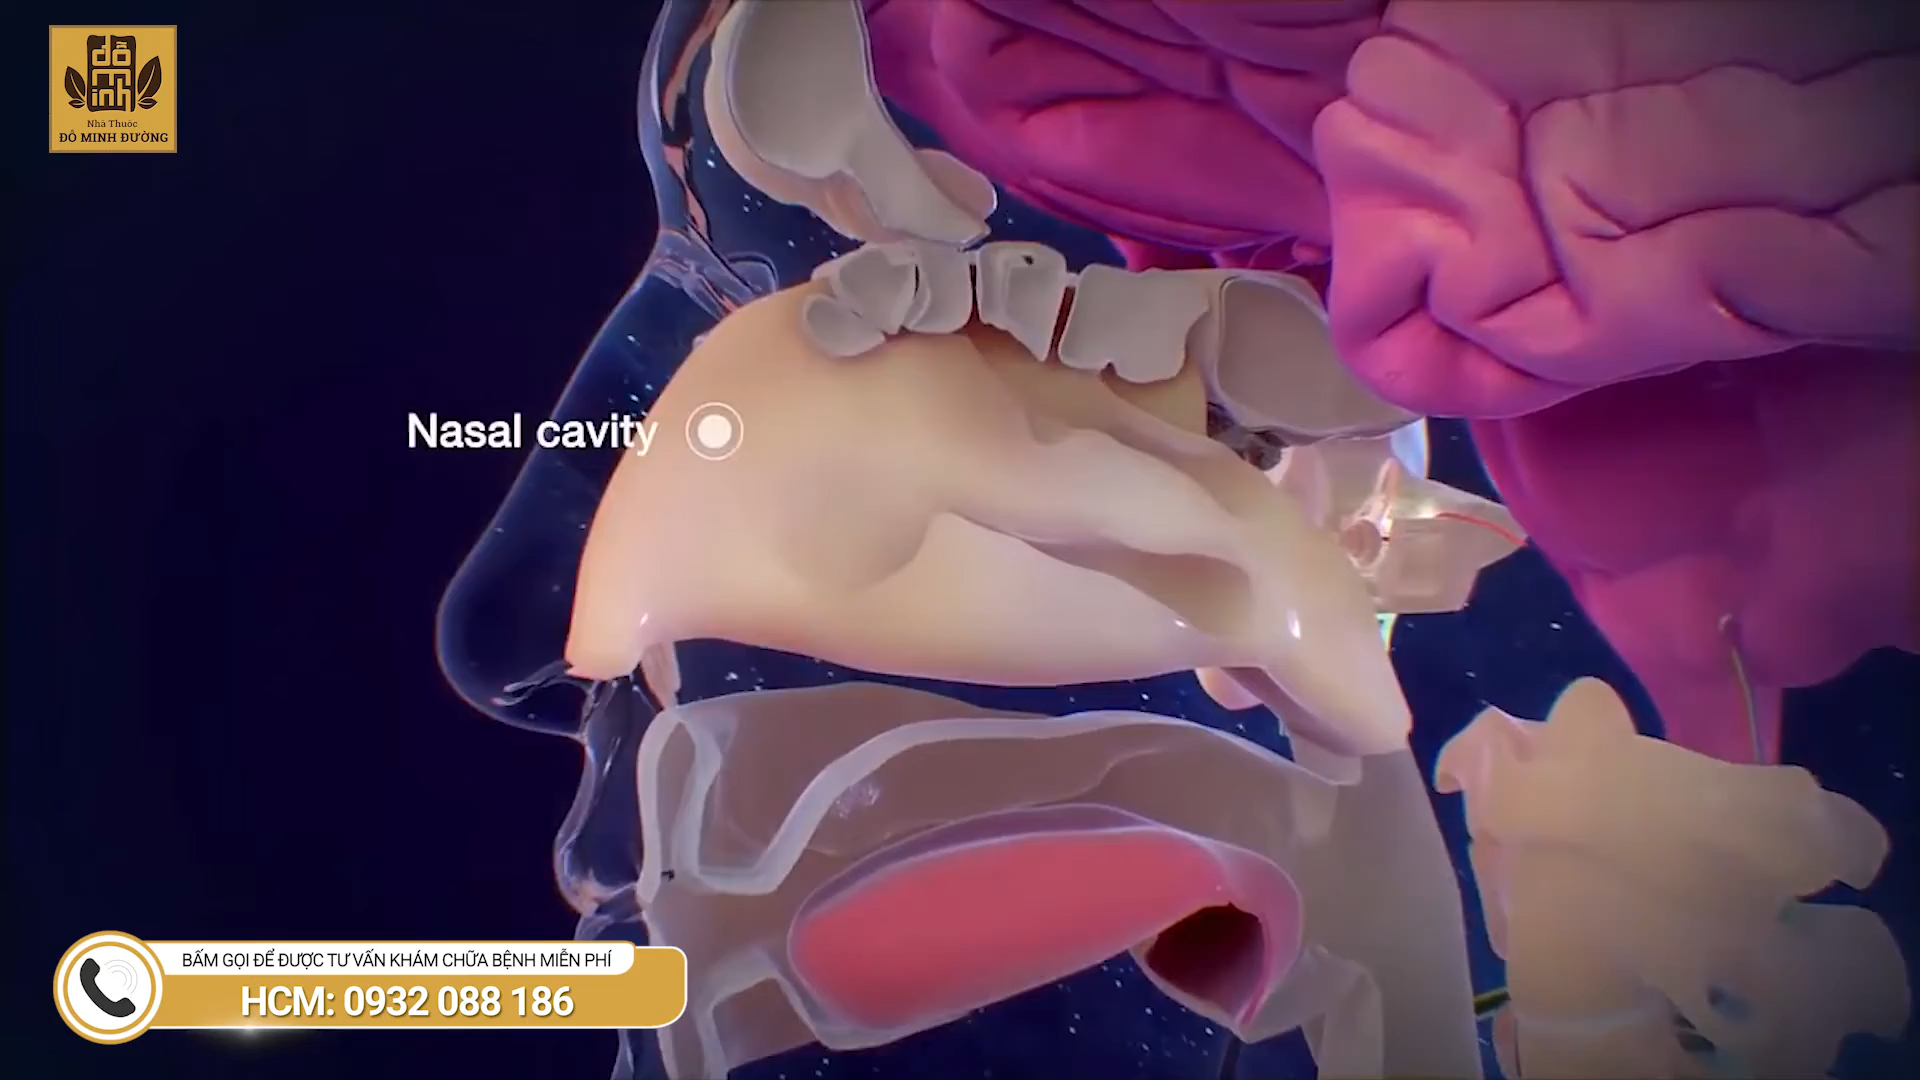 đỗ
minh
Nhà Thuốc
ĐỖ MINH ĐƯỜNG
Nasal cavity
BẤM GỌI ĐỂ ĐƯỢC TƯ VẤN KHÁM CHỮA BỆNH MIỄN PHÍ
HCM: 0932 088 186